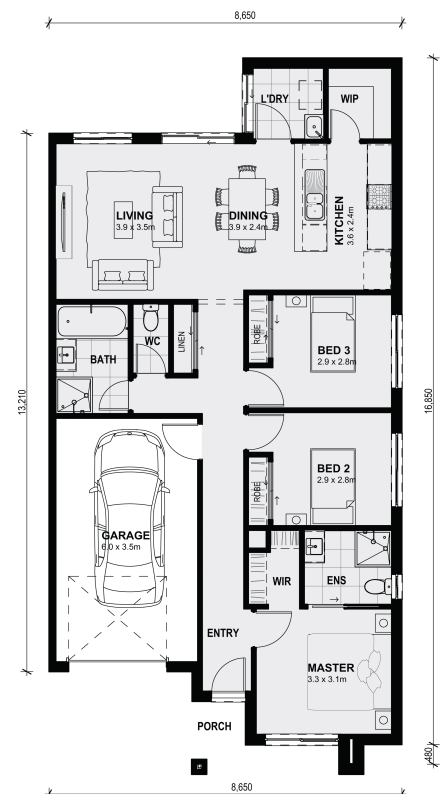 8,650
L'DRY
WIP
LIVING
3.9 x 3.5m
DINING
3.9 x 2.4m
KITCHEN
3.6 x 2.4m
13,210
16,850
BATH
WC
LINEN
ROBE
BED 3
2.9 x 2.8m
BED 2
2.9 x 2.8m
ROBE
GARAGE
6.0 x 3.5m
WIR
ENS
ENTRY
MASTER
3.3 x 3.1m
PORCH
480
8,650